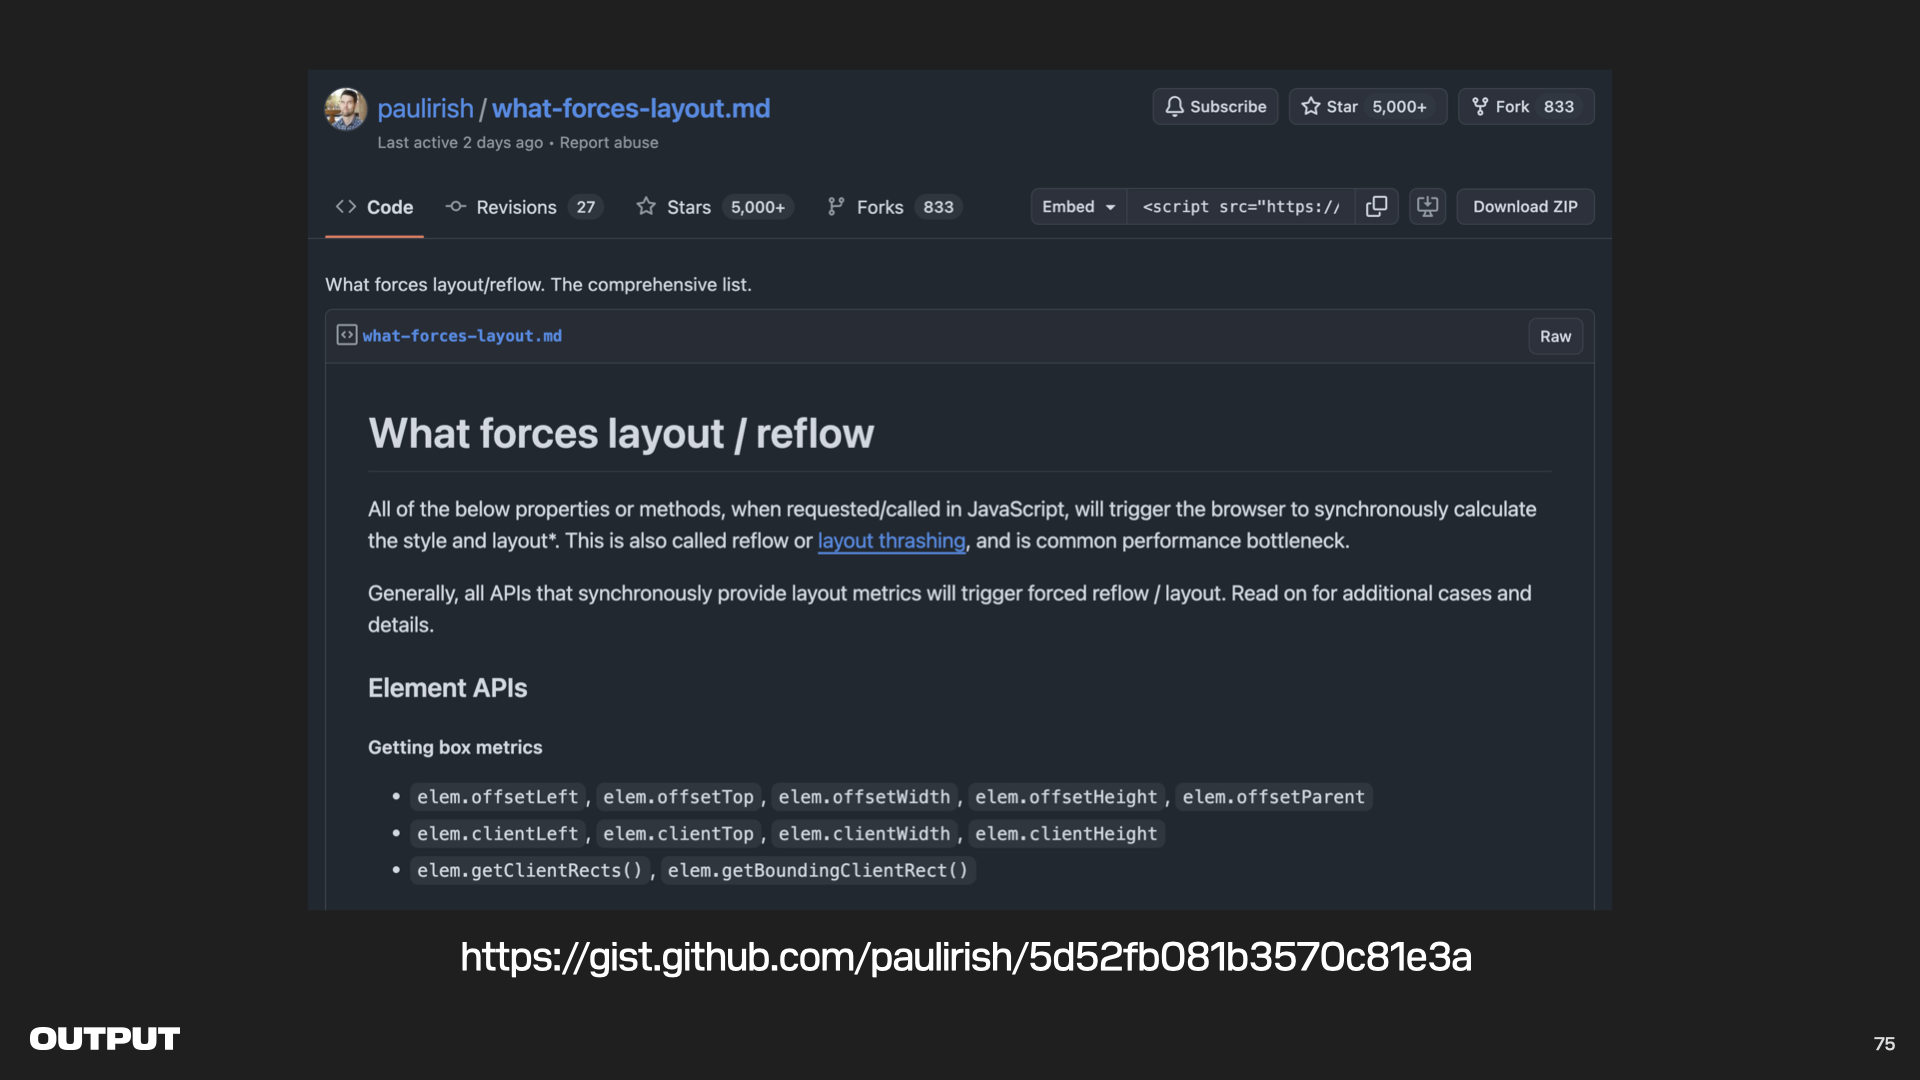 paulirish / what-forces-layout.md
Subscribe Star 5,000+ Fork 833
Last active 2 days ago • Report abuse
Code Revisions 27 Stars 5,000+ Forks 833 Embed <script src="https:// Download ZIP
What forces layout/reflow. The comprehensive list.
what-forces-layout.md Raw
What forces layout / reflow
All of the below properties or methods, when requested/called in JavaScript, will trigger the browser to synchronously calculate
the style and layout*. This is also called reflow or layout thrashing, and is common performance bottleneck.
Generally, all APIs that synchronously provide layout metrics will trigger forced reflow / layout. Read on for additional cases and
details.
Element APIs
Getting box metrics
• elem.offsetLeft, elem.offsetTop, elem.offsetWidth, elem.offsetHeight, elem.offsetParent
• elem.clientLeft, elem.clientTop, elem.clientWidth, elem.clientHeight
• elem.getClientRects(), elem.getBoundingClientRect()
https://gist.github.com/paulirish/5d52fb081b3570c81e3a
OUTPUT
75